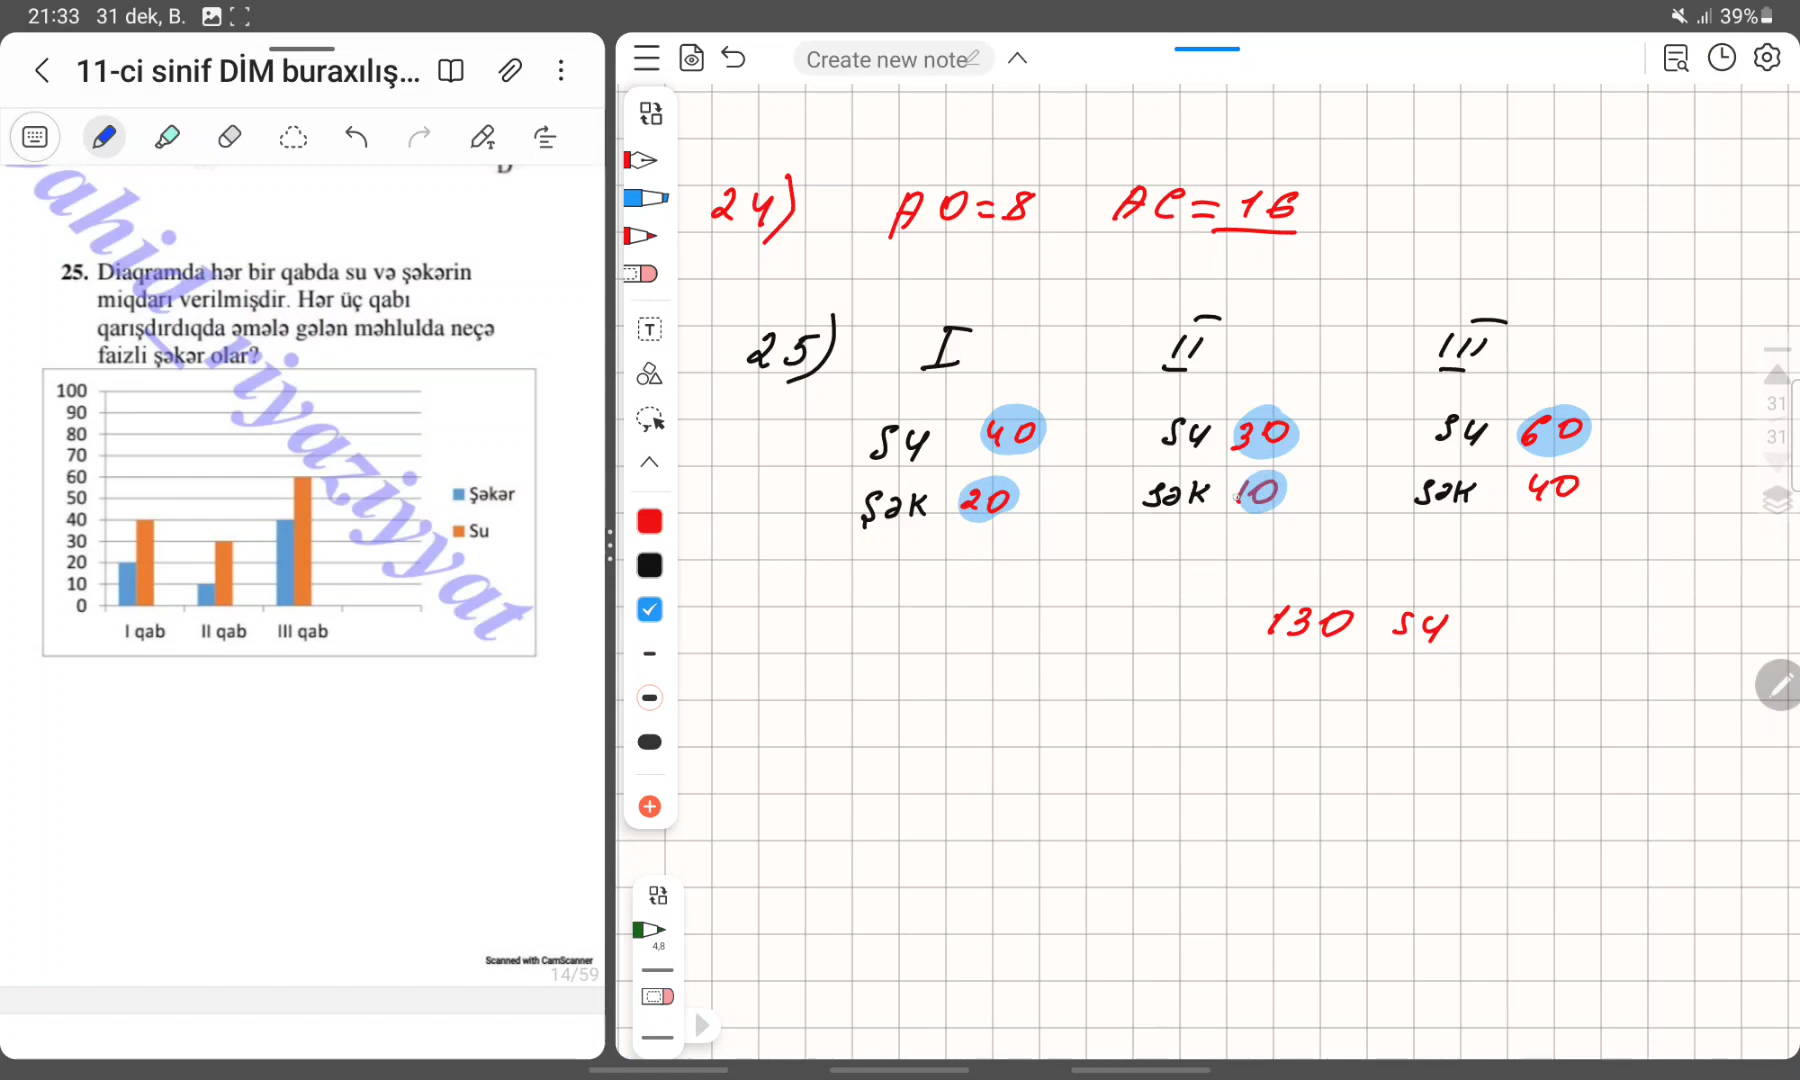 21:33 31 dek, B.
39%
11-ci sinif DİM buraxılış...
25. Diaqramda hər bir qabda su və şəkərin
miqdarı verilmişdir. Hər üç qabı
qarışdırdıqda əmələ gələn məhlulda neçə
faizli şəkər olar?
100
90
80
70
60
50
40
30
20
10
0
I qab II qab III qab
Şəkər
Su
Scanned with CamScanner
14/59
Create new note
T
4,8
24) AO=8 AC=16
25) I II III
su 40 su 30 su 60
şək 20 şək 10 şək 40
130 su
31
31